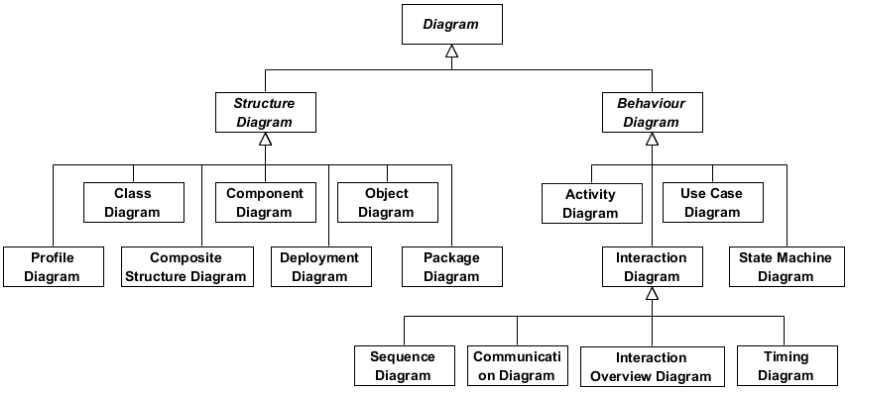 Diagram
Structure
Diagram
Behaviour
Diagram
Class
Diagram
Component
Diagram
Object
Diagram
Activity
Diagram
Use Case
Diagram
Profile
Diagram
Composite
Structure Diagram
Deployment
Diagram
Package
Diagram
Interaction
Diagram
State Machine
Diagram
Sequence
Diagram
Communicati
on Diagram
Interaction
Overview Diagram
Timing
Diagram